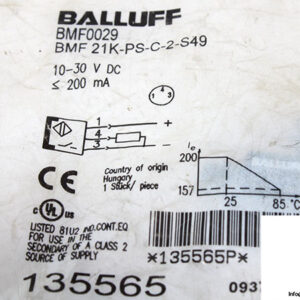 BALLUFF
BMF0029
BMF 21K-PS-C-2-S49
10-30 V DC
≤ 200 mA
1
4
3
Country of origin
Hungary
1 Stück/ piece
Ie
200
157
25
85 °C
CE
UL
LISTED 81U2 IND.CONT.EQ
FOR USE IN THE
SECONDARY OF A CLASS 2
SOURCE OF SUPPLY
*135565P*
135565
093